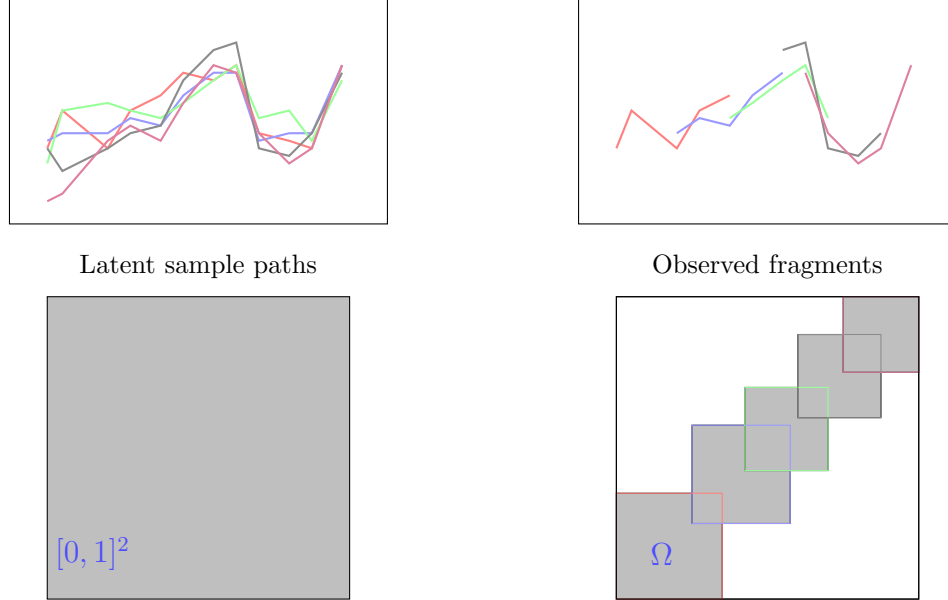 Latent sample paths
Observed fragments
[0, 1]²
Ω